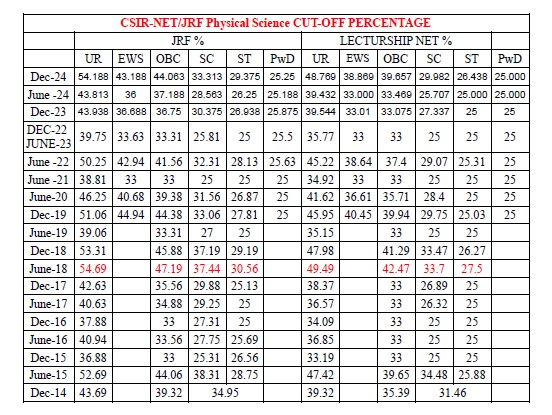 CSIR-NET/JRF Physical Science CUT-OFF PERCENTAGE
JRF % LECTURSHIP NET %
UR EWS OBC SC ST PwD UR EWS OBC SC ST PwD
Dec-24 54.188 43.188 44.063 33.313 29.375 25.25 48.769 38.869 39.657 29.982 26.438 25.000
June -24 43.813 36 37.188 28.563 26.25 25.188 39.432 33.000 33.469 25.707 25.000 25.000
Dec-23 43.938 36.688 36.75 30.375 26.938 25.875 39.544 33.01 33.075 27.337 25 25
DEC-22
JUNE-23 39.75 33.63 33.31 25.81 25 25.5 35.77 33 33 25 25 25
June -22 50.25 42.94 41.56 32.31 28.13 25.63 45.22 38.64 37.4 29.07 25.31 25
June -21 38.81 33 33 25 25 25 34.92 33 33 25 25 25
June-20 46.25 40.68 39.38 31.56 26.87 25 41.62 36.61 35.71 28.4 25 25
Dec-19 51.06 44.94 44.38 33.06 27.81 25 45.95 40.45 39.94 29.75 25.03 25
June-19 39.06 33.31 27 25 35.15 33 25 25
Dec-18 53.31 45.88 37.19 29.19 47.98 41.29 33.47 26.27
June-18 54.69 47.19 37.44 30.56 49.49 42.47 33.7 27.5
Dec-17 42.63 35.56 29.88 25.13 38.37 33 26.89 25
June-17 40.63 34.88 29.25 25 36.57 33 26.32 25
Dec-16 37.88 33 27.31 25 34.09 33 25 25
June-16 40.94 33.56 27.75 25.69 36.85 33 25 25
Dec-15 36.88 33 25.31 26.56 33.19 33 25 25
June-15 52.69 44.06 38.31 28.75 47.42 39.65 34.48 25.88
Dec-14 43.69 39.32 34.95 39.32 35.39 31.46